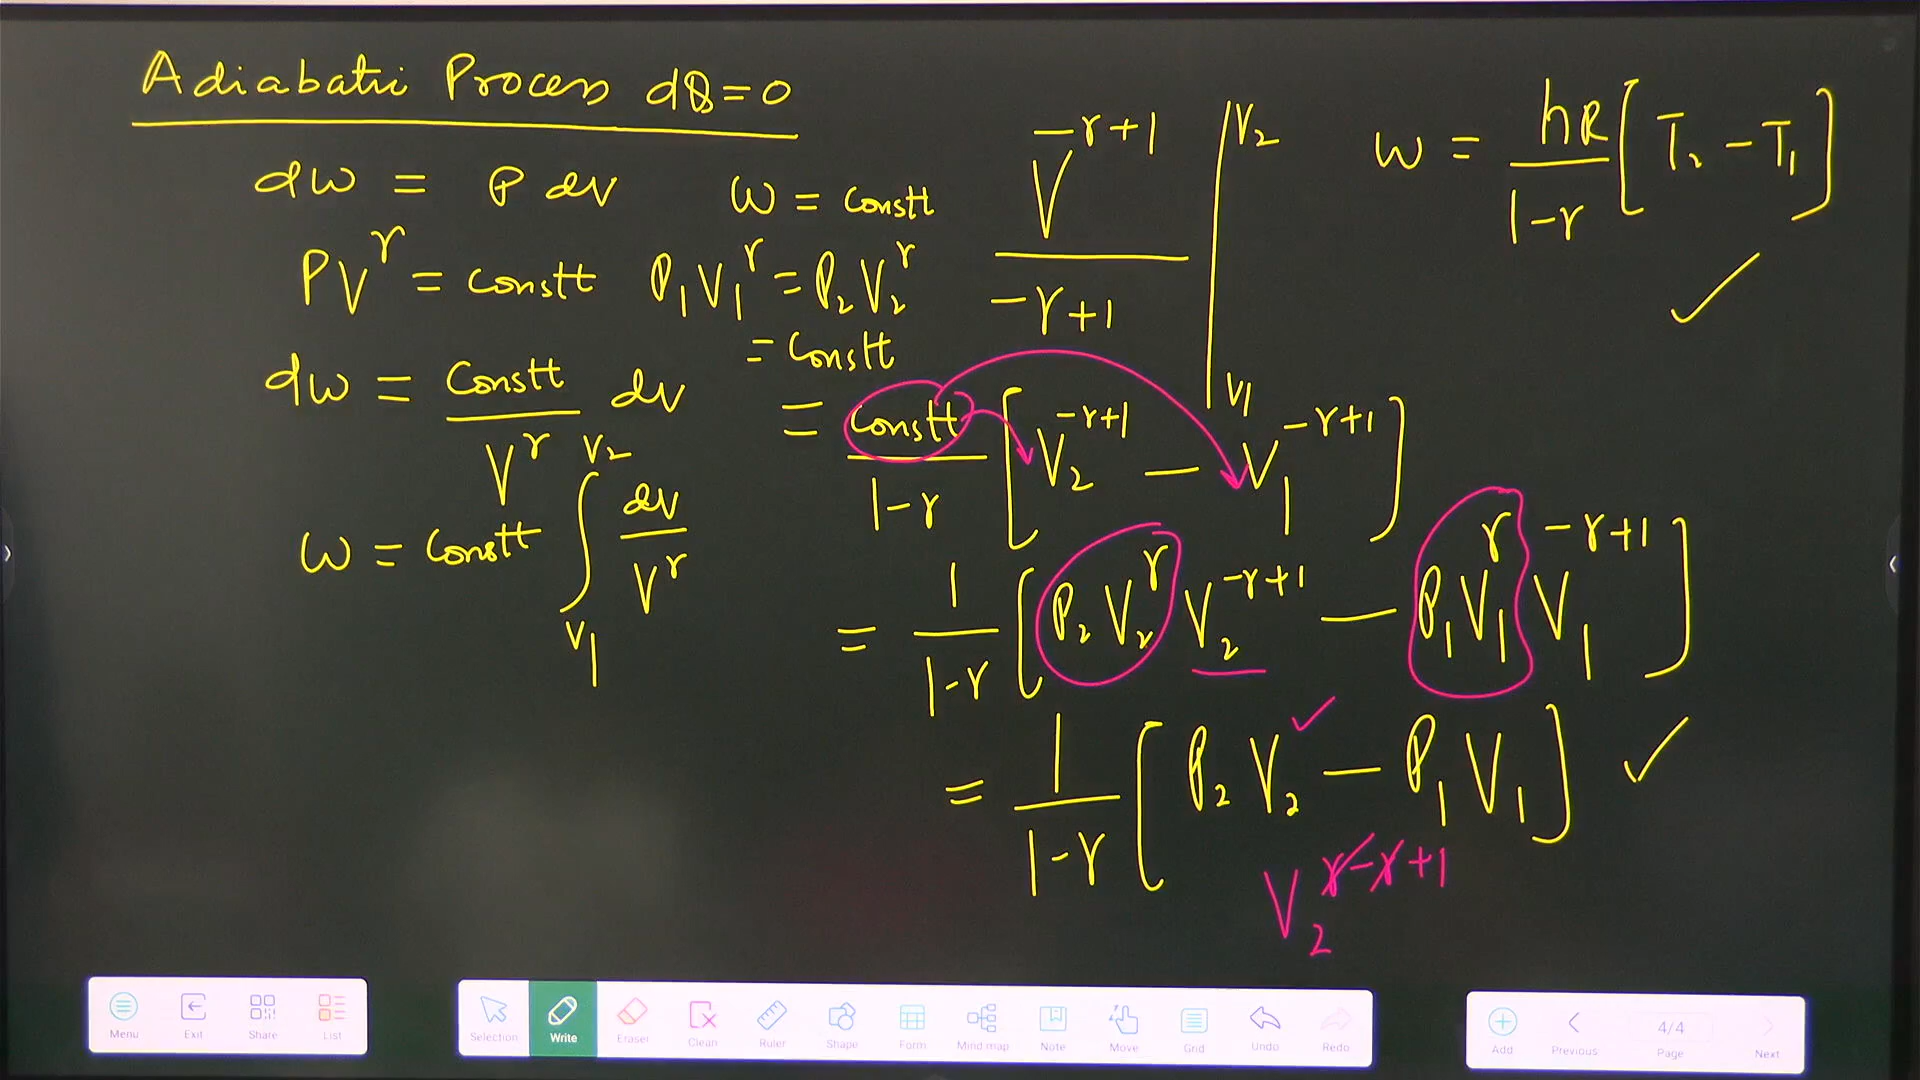 Adiabatic Process dQ=0
dw = P dv
PV^γ = Constt P₁V₁^γ = P₂V₂^γ
= Constt
dw = Constt/V^γ dv
w = Constt ∫_{V₁}^{V₂} dv/V^γ
w = Constt V^{-γ+1}/(-γ+1) |_{V₁}^{V₂}
= Constt/(1-γ) [V₂^{-γ+1} - V₁^{-γ+1}]
= 1/(1-γ) [P₂V₂^γ V₂^{-γ+1} - P₁V₁^γ V₁^{-γ+1}]
= 1/(1-γ) [P₂V₂ - P₁V₁] ✓
V₂^{γ-γ+1}
w = nR/(1-γ) [T₂ - T₁]
✓
Menu Exit Share List
Selection Write Eraser Clean Ruler Shape Form Mind map Note Move Grid Undo Redo
Add Previous 4/4 Page Next